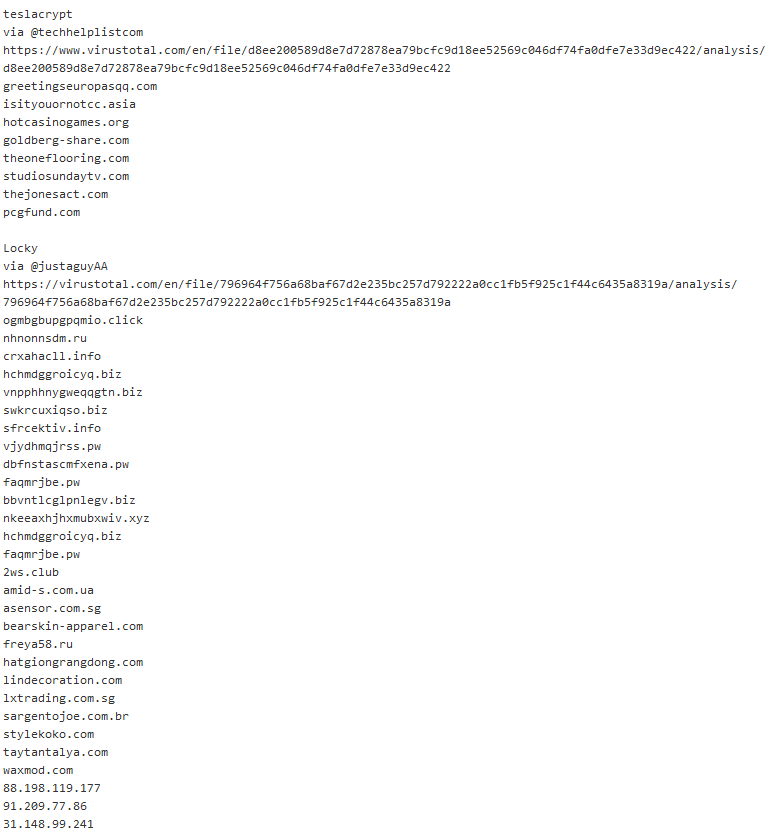 teslacrypt
via @techhelplistcom
https://www.virustotal.com/en/file/d8ee200589d8e7d72878ea79bcfc9d18ee52569c046df74fa0dfe7e33d9ec422/analysis/
d8ee200589d8e7d72878ea79bcfc9d18ee52569c046df74fa0dfe7e33d9ec422
greetingseuropasqq.com
isityouornotcc.asia
hotcasinogames.org
goldberg-share.com
theoneflooring.com
studiosundaytv.com
thejonesact.com
pcgfund.com

Locky
via @justaguyAA
https://virustotal.com/en/file/796964f756a68baf67d2e235bc257d792222a0cc1fb5f925c1f44c6435a8319a/analysis/
796964f756a68baf67d2e235bc257d792222a0cc1fb5f925c1f44c6435a8319a
ogmbgbupgpqmio.click
nhnonnsdm.ru
crxahacll.info
hchmdggroicyq.biz
vnpphhnygweqqgtn.biz
swkrcuxiqso.biz
sfrcektiv.info
vjydhmqjrss.pw
dbfnstascmfxena.pw
faqmrjbe.pw
bbvntlcglpnlegv.biz
nkeeaxhjhxmubxwiv.xyz
hchmdggroicyq.biz
faqmrjbe.pw
2ws.club
amid-s.com.ua
asensor.com.sg
bearskin-apparel.com
freya58.ru
hatgiongrangdong.com
lindecoration.com
lxtrading.com.sg
sargentojoe.com.br
stylekoko.com
taytantalya.com
waxmod.com
88.198.119.177
91.209.77.86
31.148.99.241